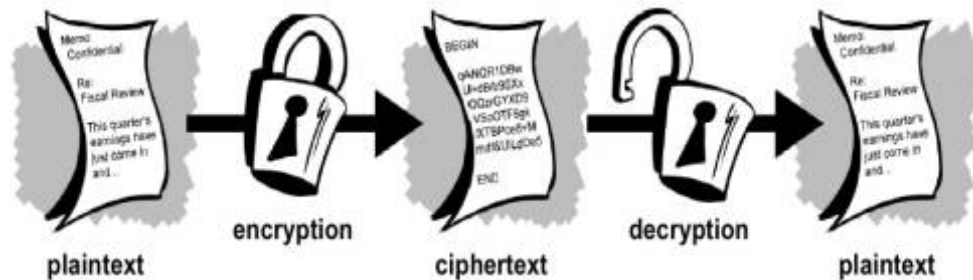 Memo:
Confidential
Re:
Fiscal Review
This quarter's
earnings have
just come in
and...
BEGIN
END
Memo:
Confidential
Re:
Fiscal Review
This quarter's
earnings have
just come in
and...
encryption
decryption
plaintext
ciphertext
plaintext